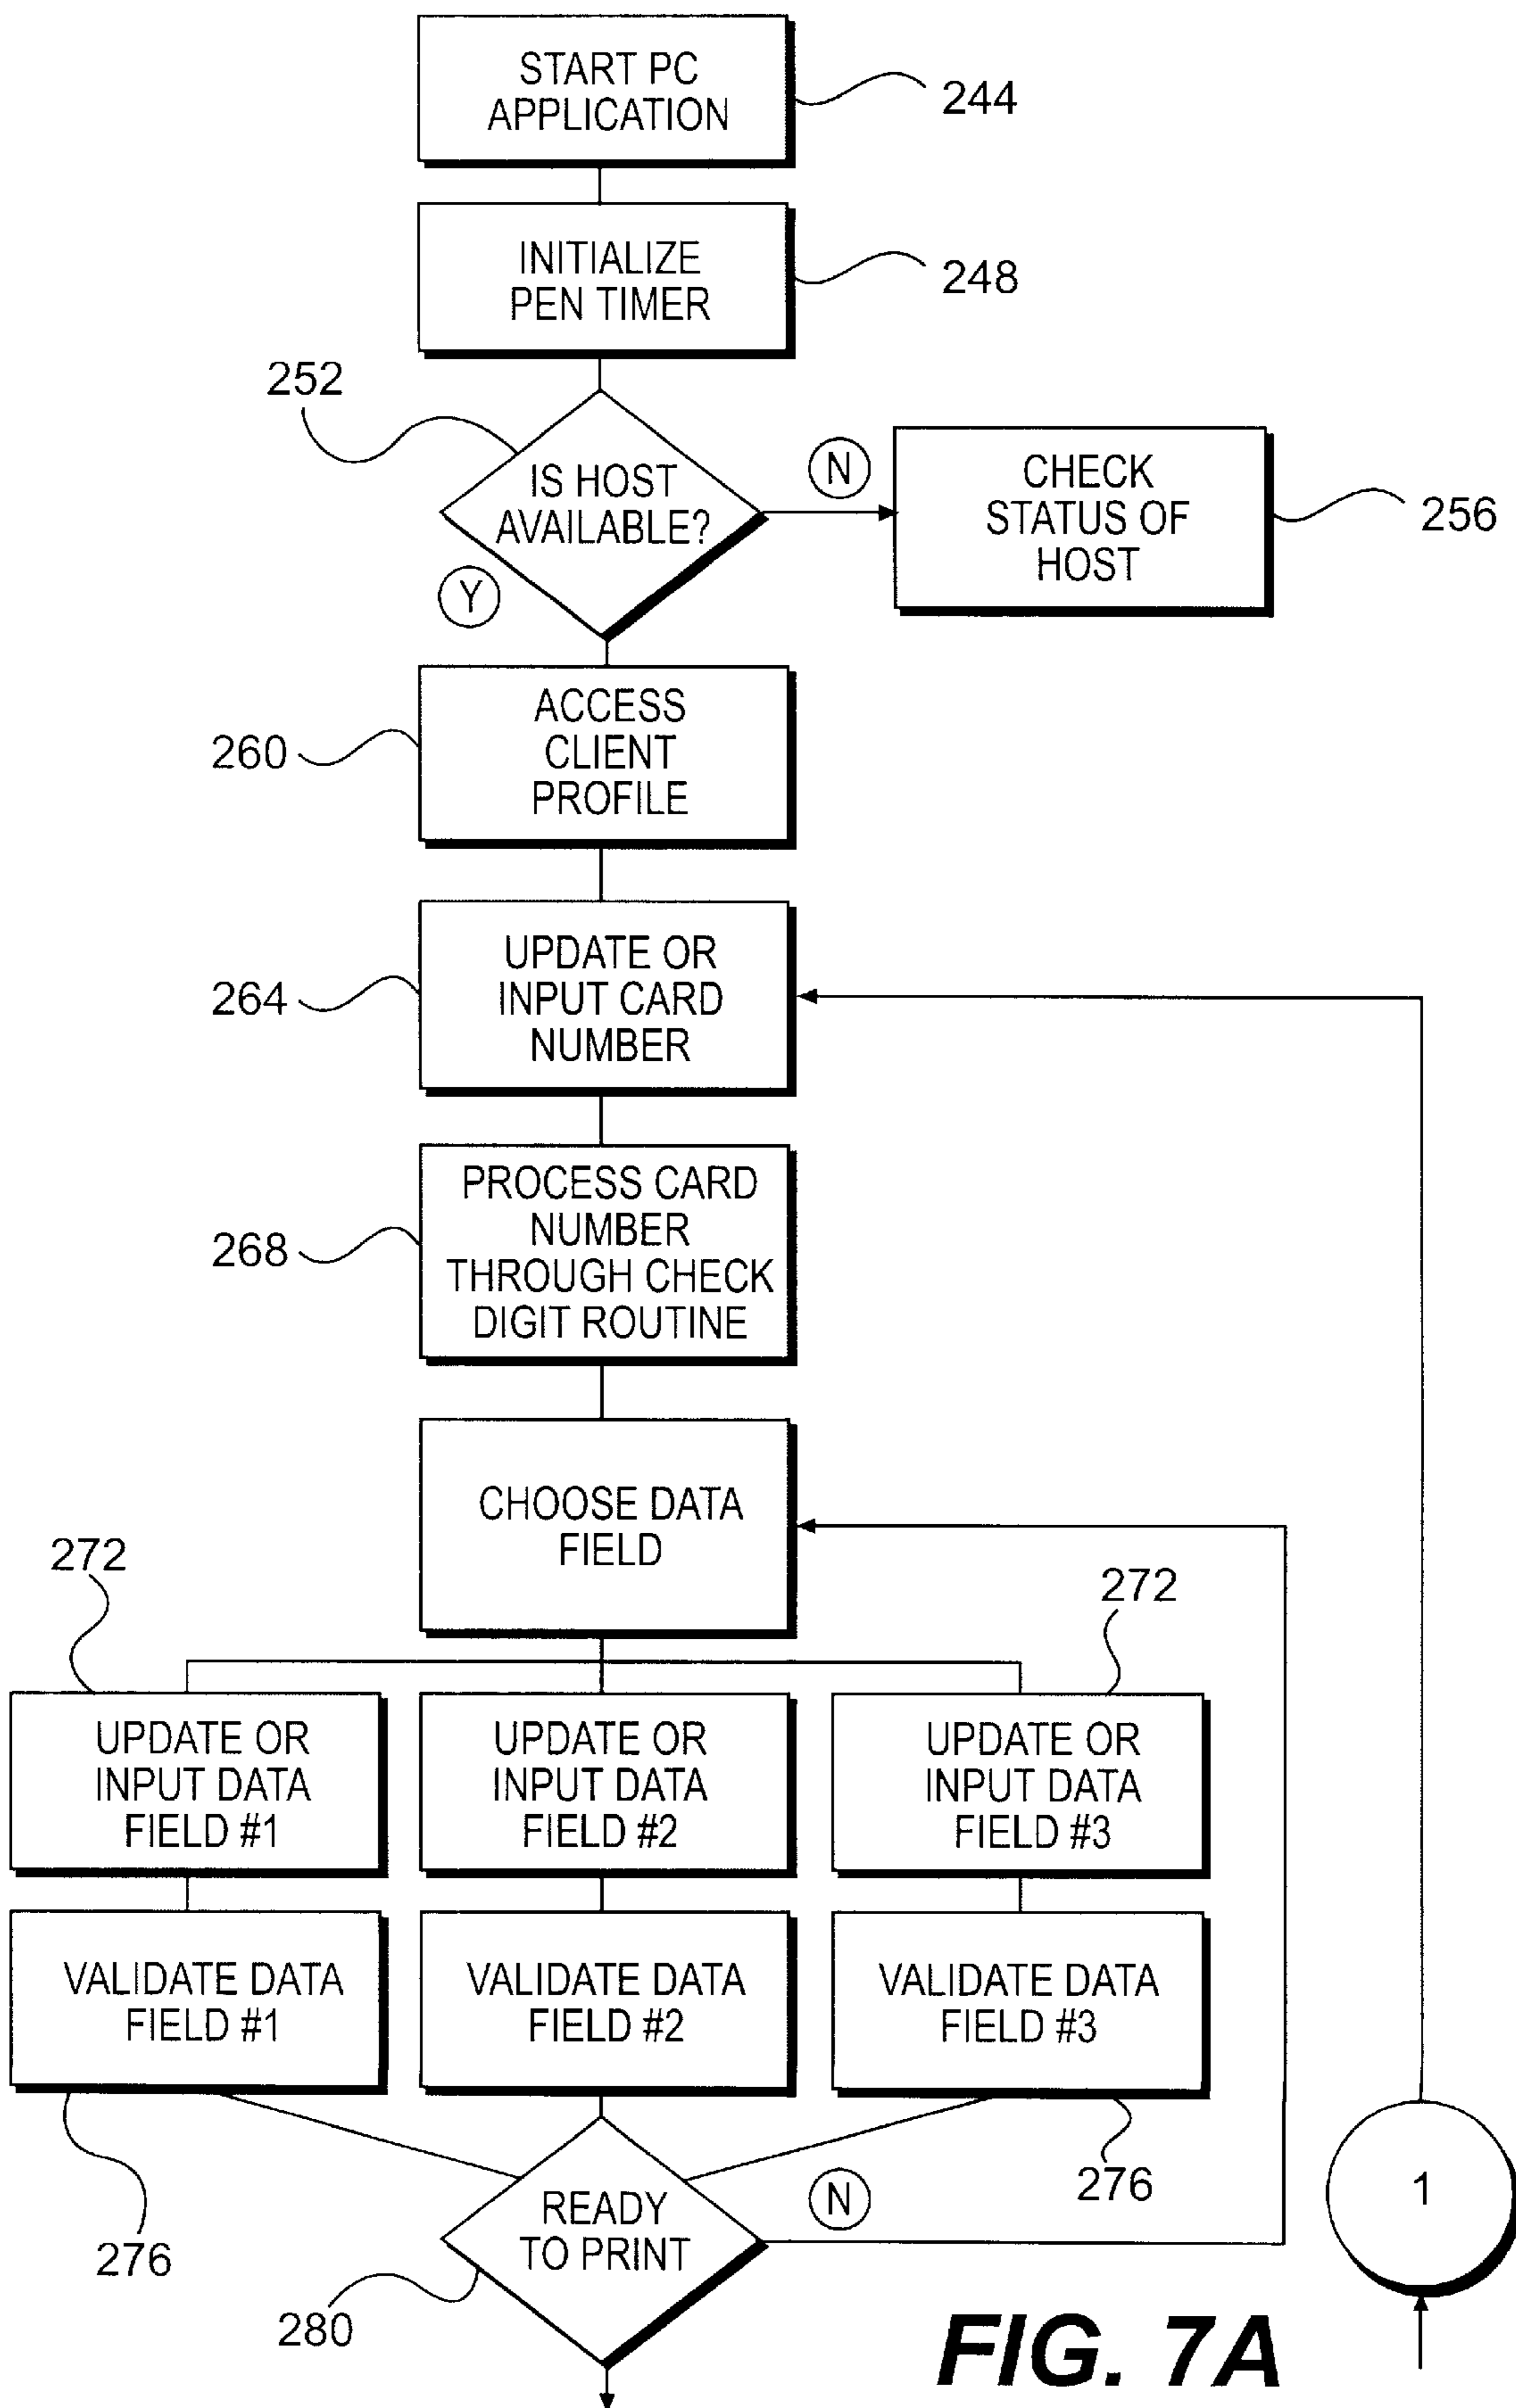 START PC
APPLICATION
244
INITIALIZE
PEN TIMER
248
252
IS HOST
AVAILABLE?
N
CHECK
STATUS OF
HOST
256
Y
ACCESS
CLIENT
PROFILE
260
UPDATE OR
INPUT CARD
NUMBER
264
PROCESS CARD
NUMBER
THROUGH CHECK
DIGIT ROUTINE
268
CHOOSE DATA
FIELD
272
272
UPDATE OR
INPUT DATA
FIELD #1
UPDATE OR
INPUT DATA
FIELD #2
UPDATE OR
INPUT DATA
FIELD #3
VALIDATE DATA
FIELD #1
VALIDATE DATA
FIELD #2
VALIDATE DATA
FIELD #3
276
276
READY
TO PRINT
N
280
1
FIG. 7A